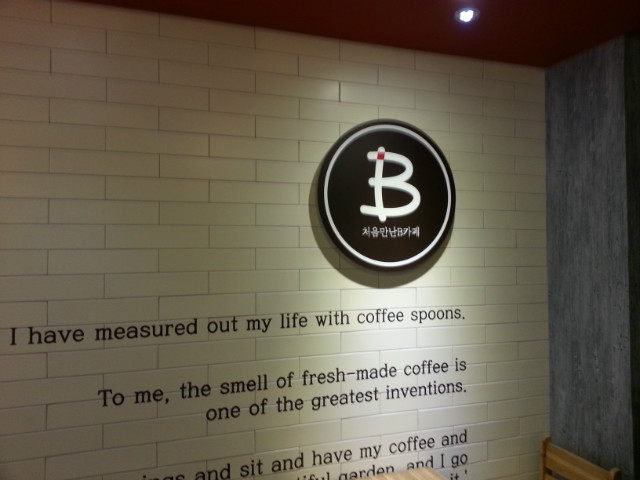 B
처음만난B카페
I have measured out my life with coffee spoons.
To me, the smell of fresh-made coffee is
one of the greatest inventions.
and sit and have my coffee and
garden, and I go
it.'